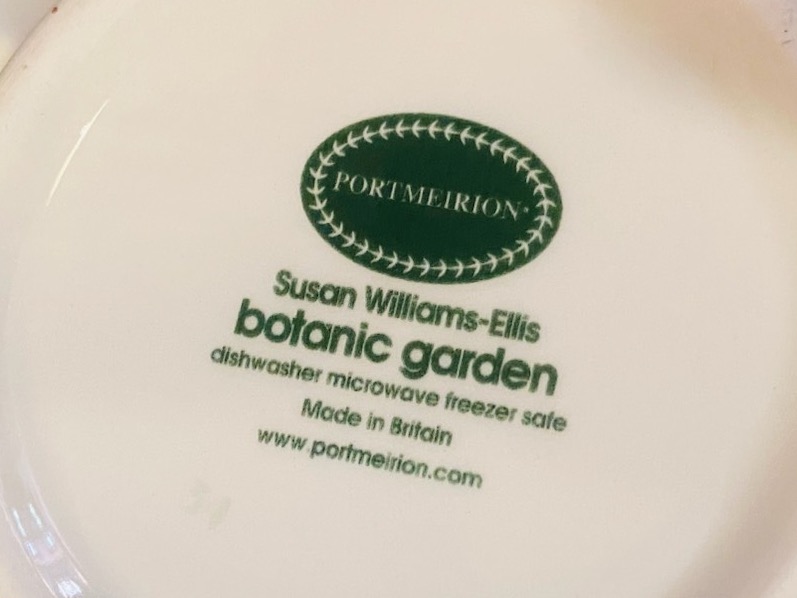 PORTMEIRION®
Susan Williams-Ellis
botanic garden
dishwasher microwave freezer safe
Made in Britain
www.portmeirion.com